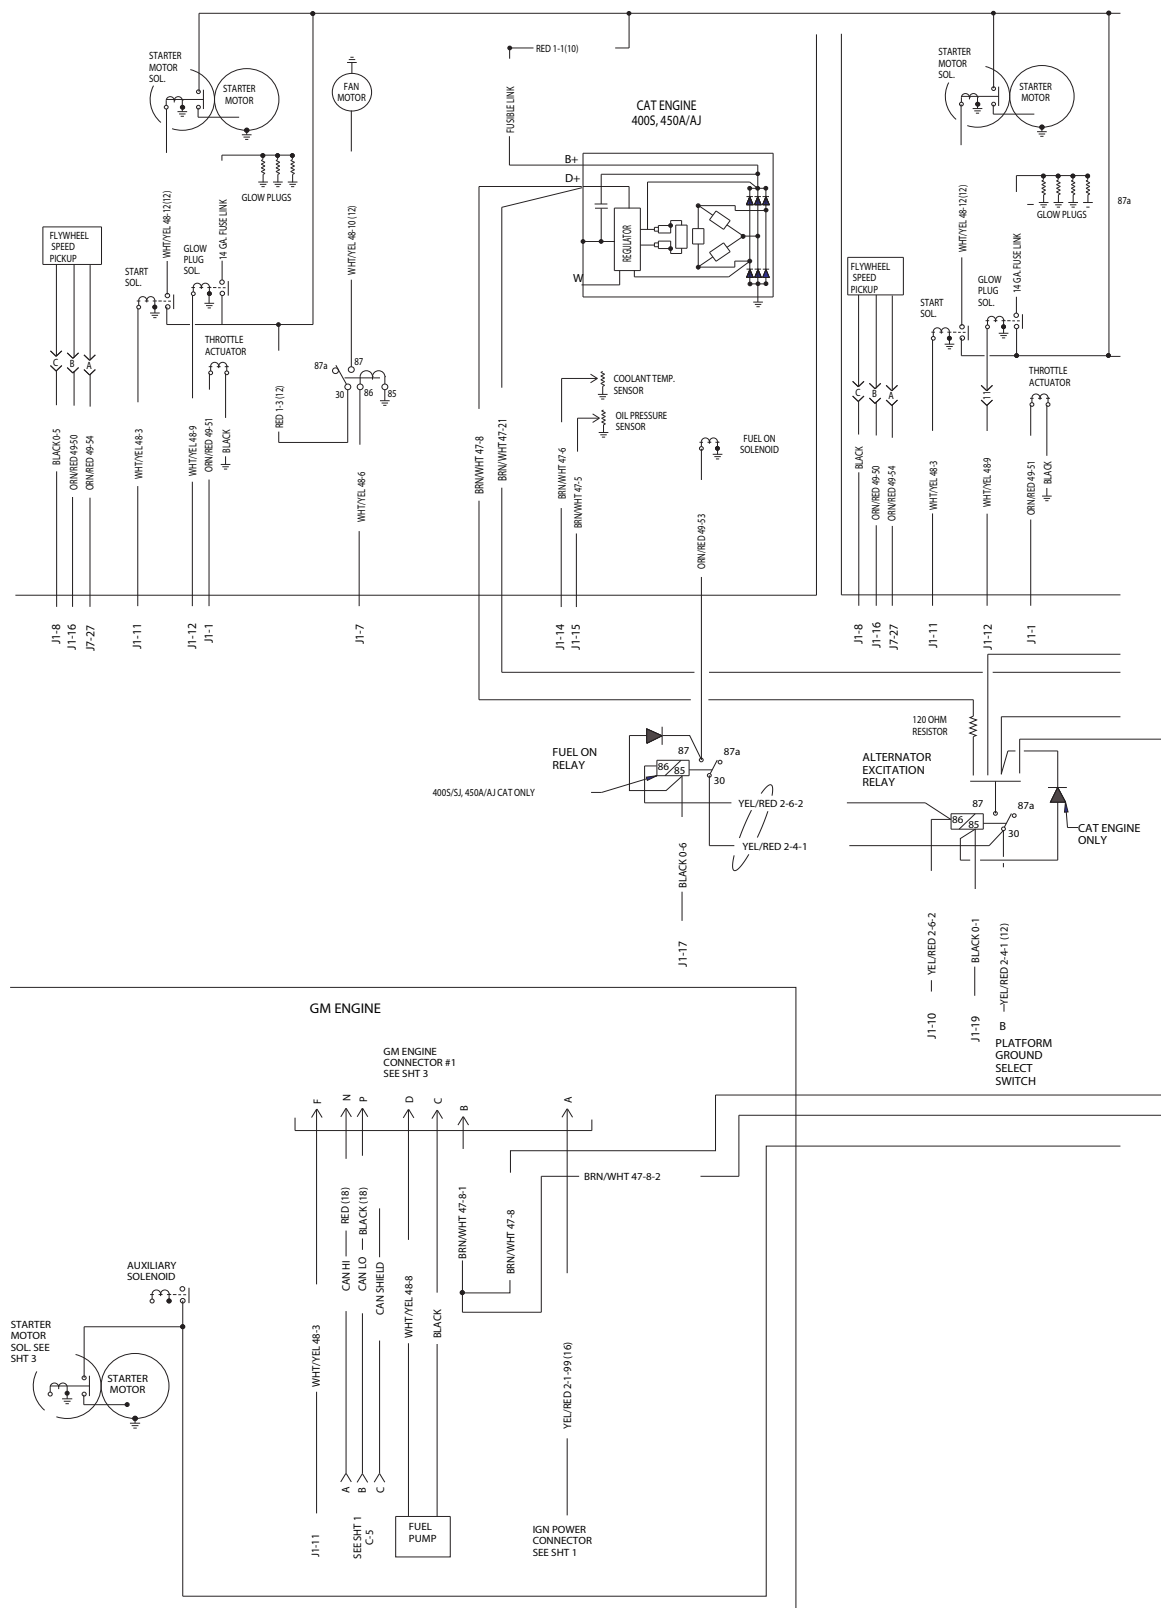 RED 1-1(10)
STARTER
MOTOR
SOL.
STARTER
MOTOR
FAN
MOTOR
FUSIBLE LINK
CAT ENGINE
400S, 450A/AJ
B+
D+
W
REGULATOR
GLOW PLUGS
WHT/YEL 48-12(12)
14 GA. FUSE LINK
WHT/YEL 48-10 (12)
FLYWHEEL
SPEED
PICKUP
START
SOL.
GLOW
PLUG
SOL.
THROTTLE
ACTUATOR
C
B
A
87a
87
30
86
85
RED 1-3 (12)
BLACK 0-5
ORN/RED 49-50
ORN/RED 49-54
WHT/YEL 48-3
WHT/YEL 48-9
ORN/RED 49-51
BLACK
WHT/YEL 48-6
BRN/WHT 47-8
BRN/WHT 47-21
COOLANT TEMP.
SENSOR
OIL PRESSURE
SENSOR
BRN/WHT 47-6
BRN/WHT 47-5
FUEL ON
SOLENOID
ORN/RED 49-53
J1-8
J1-16
J7-27
J1-11
J1-12
J1-1
J1-7
J1-14
J1-15
STARTER
MOTOR
SOL.
STARTER
MOTOR
GLOW PLUGS
87a
WHT/YEL 48-12(12)
14 GA. FUSE LINK
FLYWHEEL
SPEED
PICKUP
START
SOL.
GLOW
PLUG
SOL.
THROTTLE
ACTUATOR
C
B
A
BLACK
ORN/RED 49-50
ORN/RED 49-54
WHT/YEL 48-3
WHT/YEL 48-9
ORN/RED 49-51
BLACK
J1-8
J1-16
J7-27
J1-11
J1-12
J1-1
FUEL ON
RELAY
87
87a
86
85
30
400S/SJ, 450A/AJ CAT ONLY
YEL/RED 2-6-2
YEL/RED 2-4-1
BLACK 0-6
J1-17
120 OHM
RESISTOR
ALTERNATOR
EXCITATION
RELAY
87
87a
86
85
30
CAT ENGINE
ONLY
YEL/RED 2-6-2
BLACK 0-1
YEL/RED 2-4-1 (12)
J1-10
J1-19
B
PLATFORM
GROUND
SELECT
SWITCH
GM ENGINE
GM ENGINE
CONNECTOR #1
SEE SHT 3
F
N
P
D
C
B
A
BRN/WHT 47-8-2
RED (18)
CAN HI
BLACK (18)
CAN LO
CAN SHIELD
BRN/WHT 47-8-1
BRN/WHT 47-8
WHT/YEL 48-3
WHT/YEL 48-8
BLACK
YEL/RED 2-1-99 (16)
AUXILIARY
SOLENOID
STARTER
MOTOR
SOL. SEE
SHT 3
STARTER
MOTOR
A
B
C
J1-11
SEE SHT 1
C-5
FUEL
PUMP
IGN POWER
CONNECTOR
SEE SHT 1